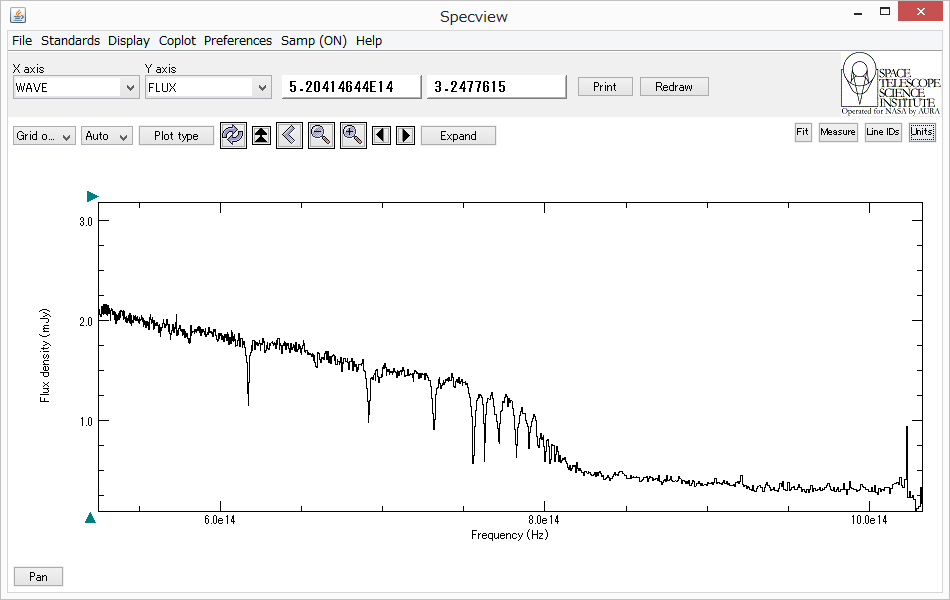 Specview
File Standards Display Coplot Preferences Samp (ON) Help
X axis Y axis
WAVE FLUX 5.20414644E14 3.2477615 Print Redraw
SPACE
TELESCOPE
SCIENCE
INSTITUTE
Operated for NASA by AURA
Grid o... Auto Plot type Expand Fit Measure Line IDs Units
3.0
2.0
1.0
Flux density (mJy)
6.0e14 8.0e14 10.0e14
Frequency (Hz)
Pan